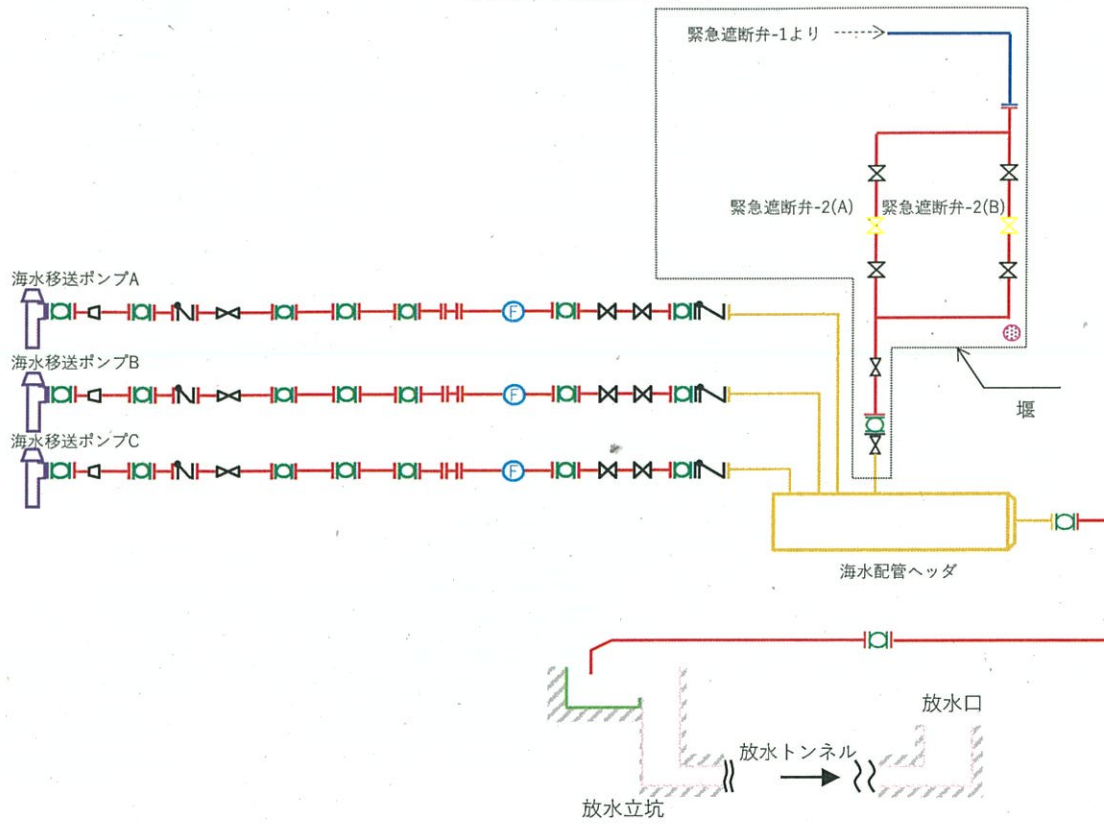 緊急遮断弁-1より
緊急遮断弁-2(A)
緊急遮断弁-2(B)
海水移送ポンプA
F
海水移送ポンプB
F
堰
海水移送ポンプC
F
海水配管ヘッダ
放水口
放水トンネル
放水立坑